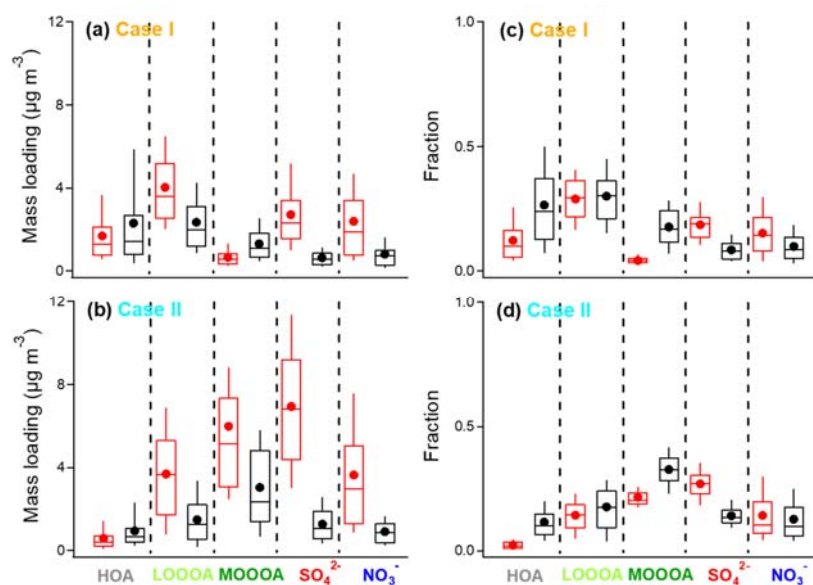 (a) Case I
Mass loading (µg m⁻³)
12
8
4
0
(c) Case I
Fraction
1.0
0.5
0.0
(b) Case II
Mass loading (µg m⁻³)
12
8
4
0
HOA LOOOA MOOOA SO₄²⁻ NO₃⁻
(d) Case II
Fraction
1.0
0.5
0.0
HOA LOOOA MOOOA SO₄²⁻ NO₃⁻